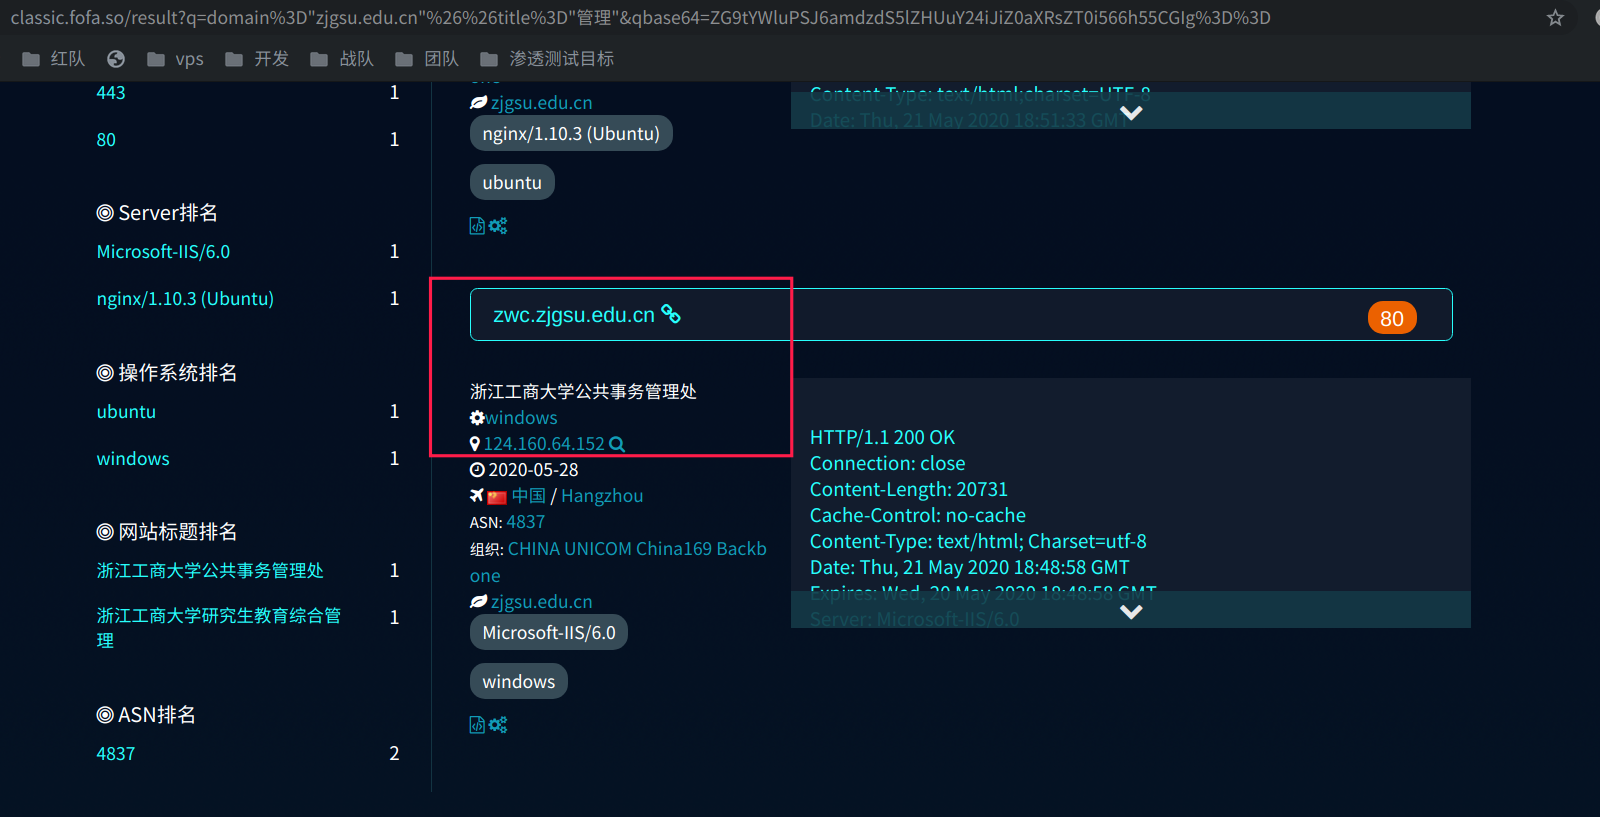 classic.fofa.so/result?q=domain%3D"zjgsu.edu.cn"%26%26title%3D"管理"&qbase64=ZG9tYWluPSJ6amdzdS5lZHUuY24iJiZ0aXRsZT0i566h55CGIg%3D%3D
红队
vps
开发
战队
团队
渗透测试目标
443 1
80 1
Server排名
Microsoft-IIS/6.0 1
nginx/1.10.3 (Ubuntu) 1
操作系统排名
ubuntu 1
windows 1
网站标题排名
浙江工商大学公共事务管理处 1
浙江工商大学研究生教育综合管 1
理
ASN排名
4837 2
zjgsu.edu.cn
nginx/1.10.3 (Ubuntu)
ubuntu
Content-Type: text/html;charset=UTF-8
Date: Thu, 21 May 2020 18:51:33 GMT
zwc.zjgsu.edu.cn
80
浙江工商大学公共事务管理处
windows
124.160.64.152
2020-05-28
中国 / Hangzhou
ASN: 4837
组织: CHINA UNICOM China169 Backb
one
zjgsu.edu.cn
Microsoft-IIS/6.0
windows
HTTP/1.1 200 OK
Connection: close
Content-Length: 20731
Cache-Control: no-cache
Content-Type: text/html; Charset=utf-8
Date: Thu, 21 May 2020 18:48:58 GMT
Expires: Wed, 20 May 2020 18:48:58 GMT
Server: Microsoft-IIS/6.0